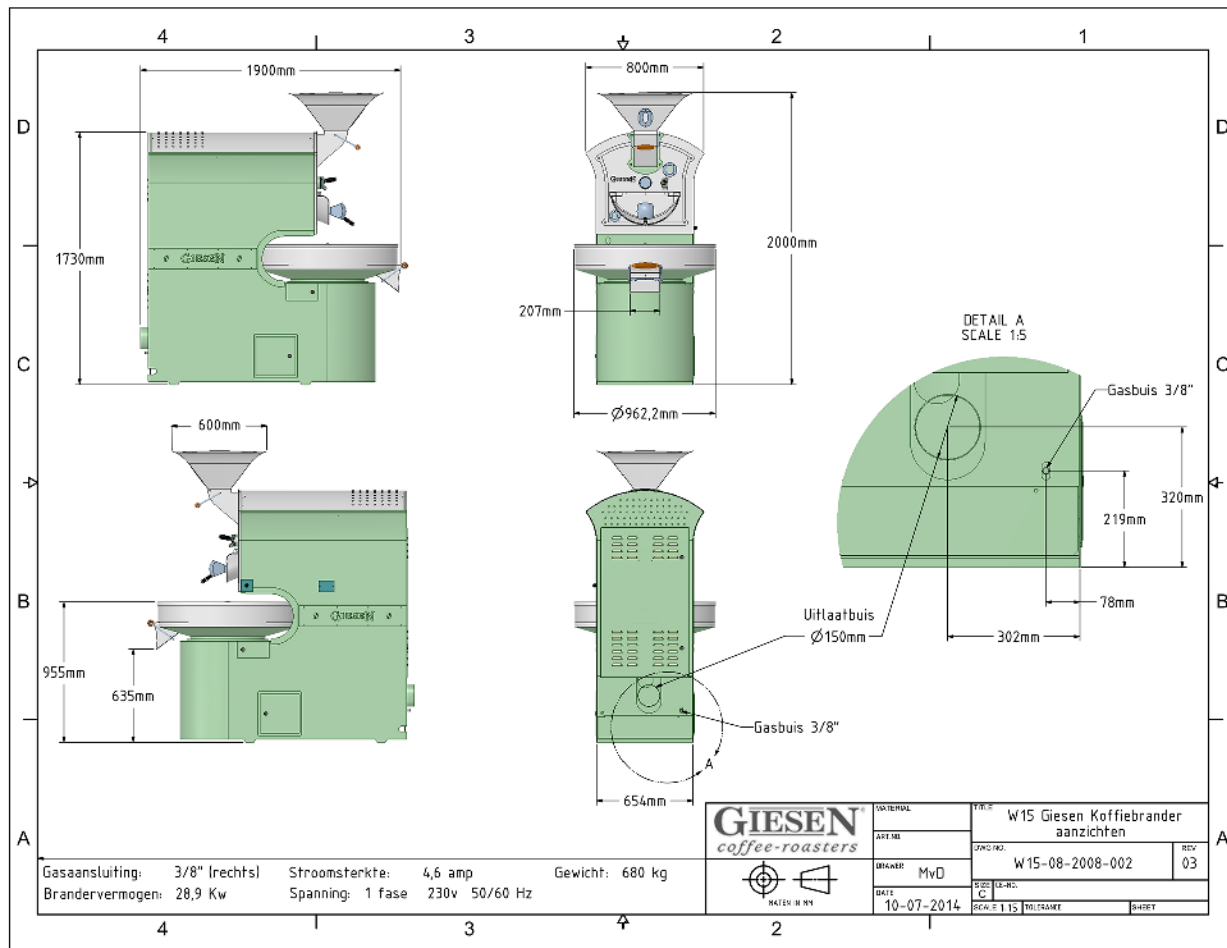 4
3
2
1
1900mm
800mm
D
D
1730mm
GIESEN
GIESEN
2000mm
207mm
DETAIL A
SCALE 1:5
C
C
Gasbuis 3/8"
Ø962,2mm
600mm
320mm
219mm
B
B
78mm
Uitlaatbuis
Ø150mm
302mm
GIESEN
955mm
635mm
Gasbuis 3/8"
A
654mm
A
A
GIESEN
coffee-roasters
MATEN IN MM
MATERIAL
ART.NR.
DRAWER
MvD
DATE
10-07-2014
TITLE
W15 Giesen Koffiebrander
aanzichten
DWG NO.
W15-08-2008-002
REV
03
SIZE
C
SCALE 1:15
TOLERANCE
SHEET
Gasaansluiting: 3/8" (rechts) Stroomsterkte: 4,6 amp Gewicht: 680 kg
Brandervermogen: 28,9 Kw Spanning: 1 fase 230v 50/60 Hz
4
3
2